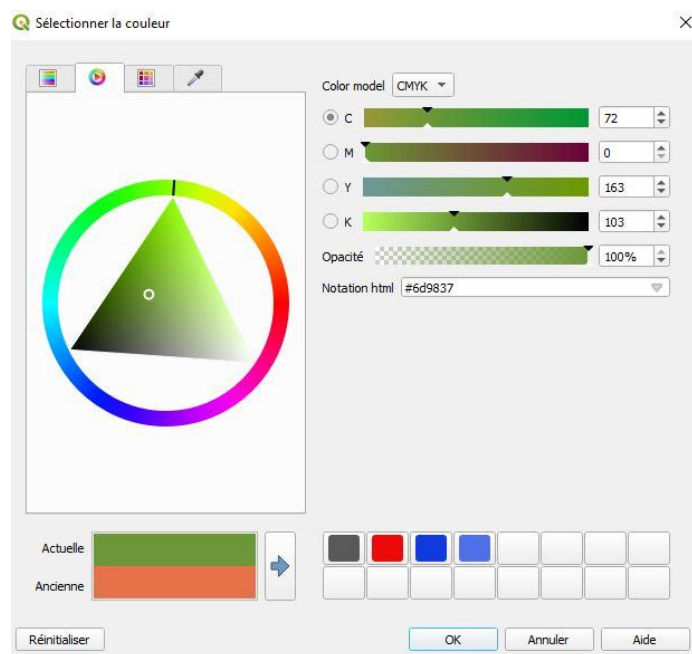 Sélectionner la couleur
Color model CMYK
C 72
M 0
Y 163
K 103
Opacité 100%
Notation html #6d9837
Actuelle
Ancienne
Réinitialiser OK Annuler Aide